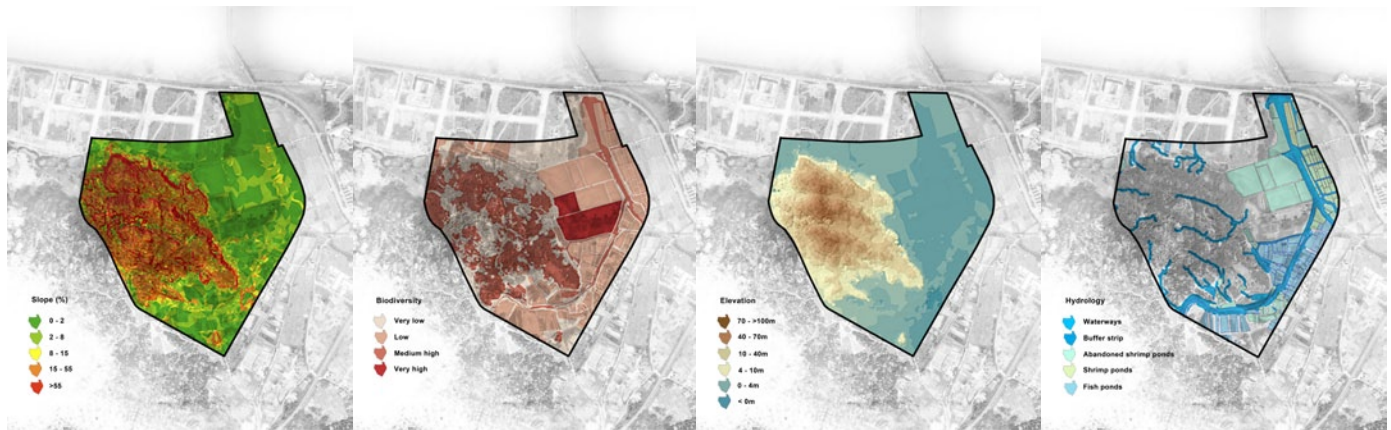 Slope (%)
0 - 2
2 - 8
8 - 15
15 - 55
>55
Biodiversity
Very low
Low
Medium high
Very high
Elevation
70 - >100m
40 - 70m
10 - 40m
4 - 10m
0 - 4m
< 0m
Hydrology
Waterways
Buffer strip
Abandoned shrimp ponds
Shrimp ponds
Fish ponds